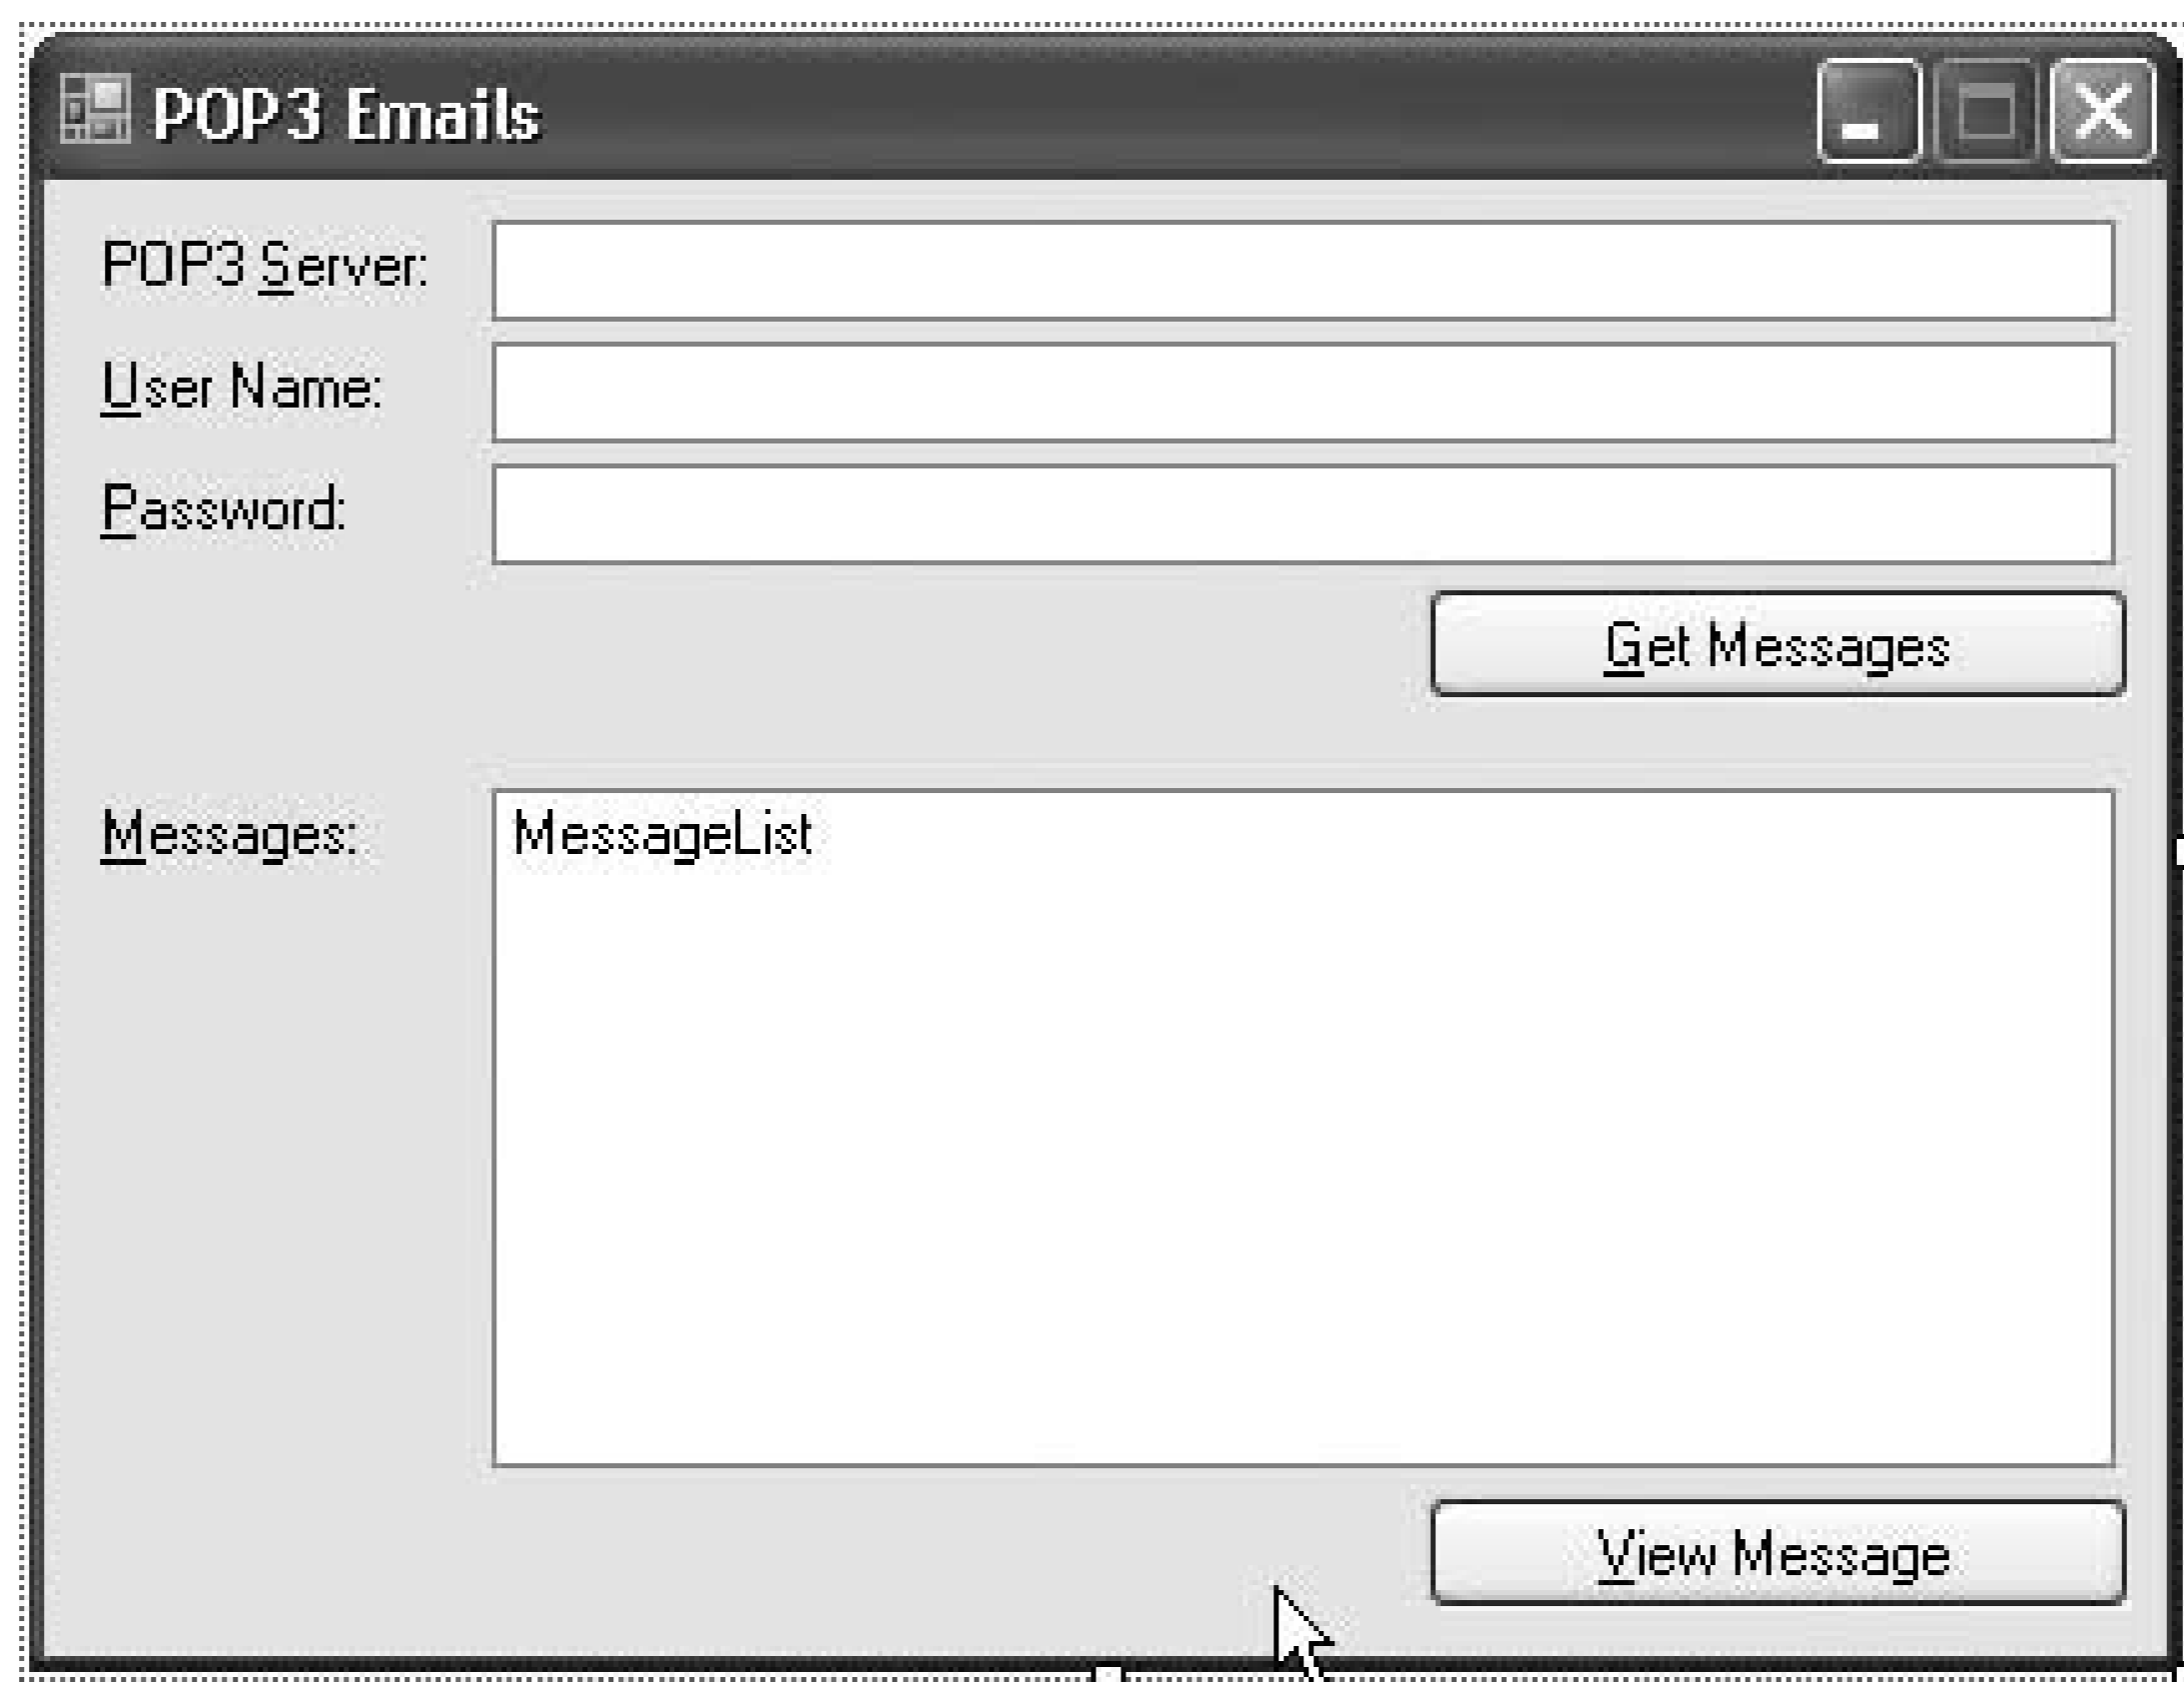 POP3 Emails
POP3 Server:
User Name:
Password:
Get Messages
Messages:
MessageList
View Message